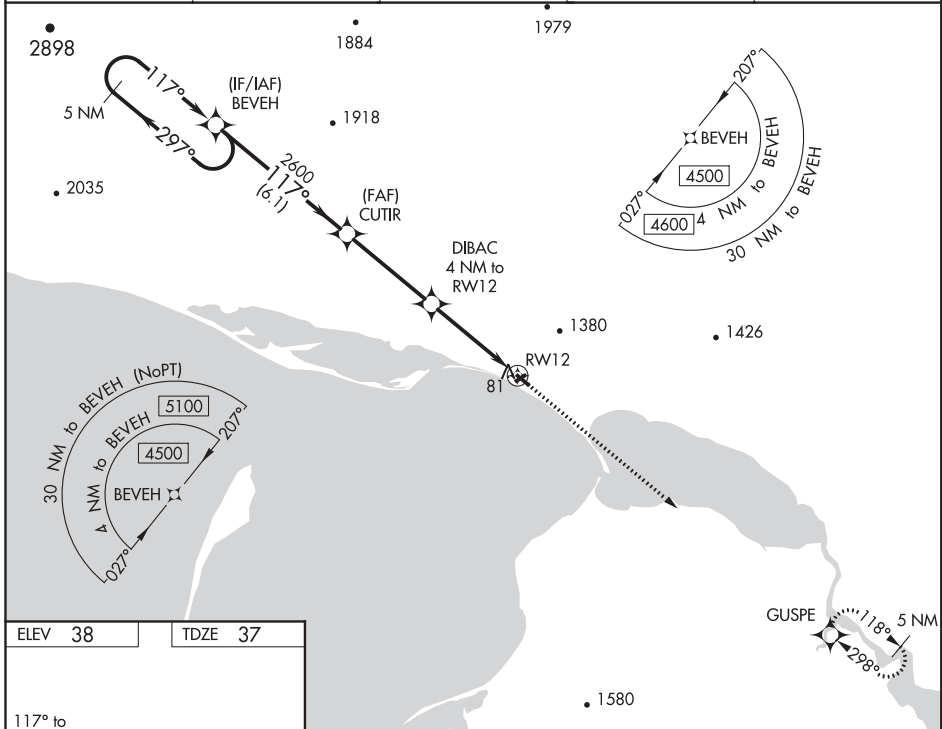 2898
1884
1979
117°
5 NM
297°
(IF/IAF)
BEVEH
1918
2035
2600
117°
(6.1)
(FAF)
CUTIR
DIBAC
4 NM to
RW12
1380
1426
RW12
81
207°
BEVEH
4500
4 NM to BEVEH
027°
4600
30 NM to BEVEH
30 NM to BEVEH (NoPT)
5100
4 NM to BEVEH
4500
207°
BEVEH
027°
GUSPE
118°
5 NM
298°
ELEV 38
TDZE 37
1580
117° to